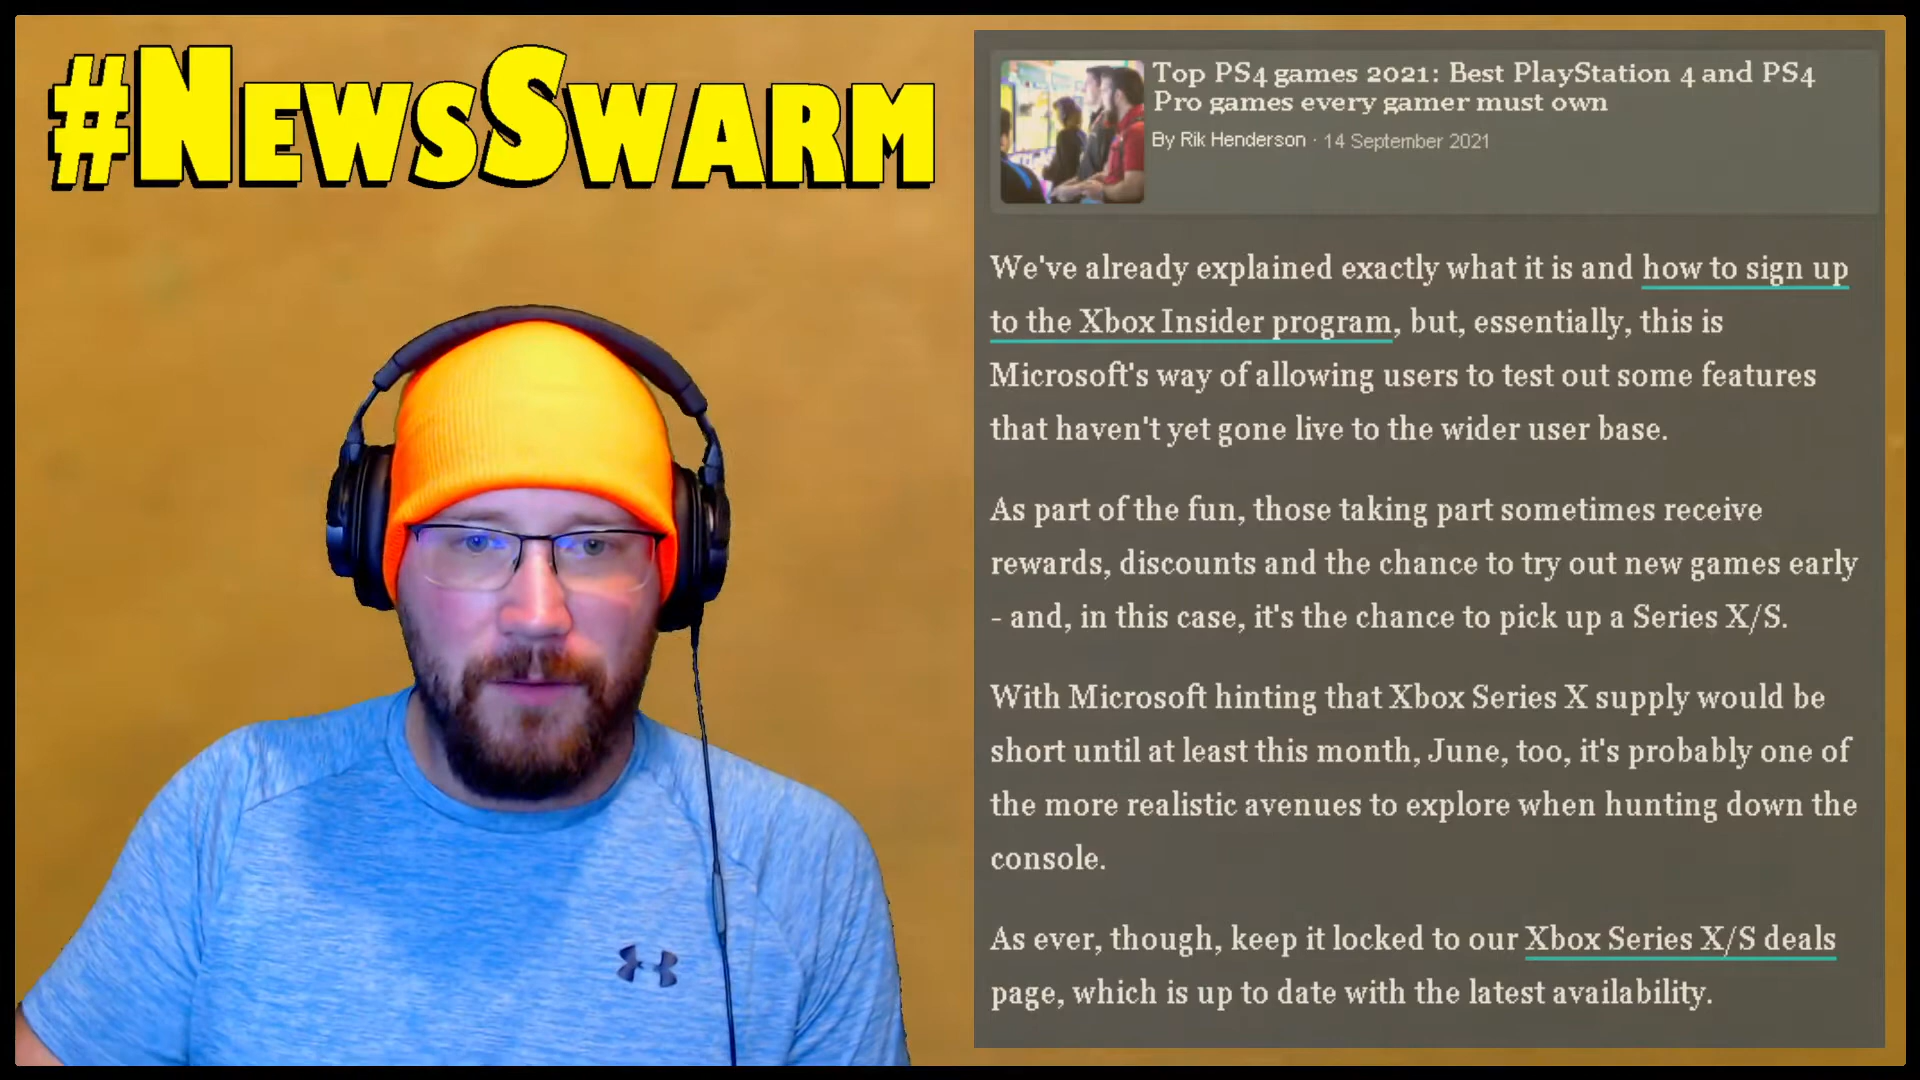 #NewsSwarm
Top PS4 games 2021: Best PlayStation 4 and PS4
Pro games every gamer must own
By Rik Henderson · 14 September 2021
We've already explained exactly what it is and how to sign up
to the Xbox Insider program, but, essentially, this is
Microsoft's way of allowing users to test out some features
that haven't yet gone live to the wider user base.
As part of the fun, those taking part sometimes receive
rewards, discounts and the chance to try out new games early
- and, in this case, it's the chance to pick up a Series X/S.
With Microsoft hinting that Xbox Series X supply would be
short until at least this month, June, too, it's probably one of
the more realistic avenues to explore when hunting down the
console.
As ever, though, keep it locked to our Xbox Series X/S deals
page, which is up to date with the latest availability.